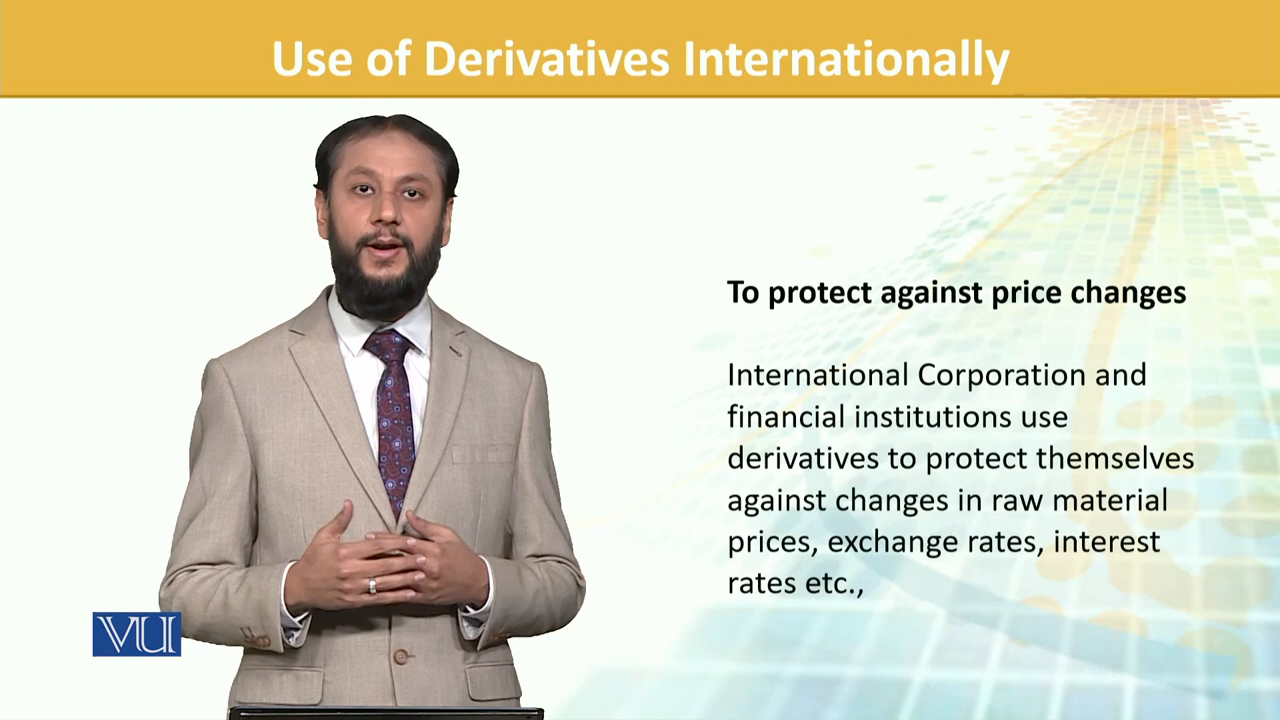 Use of Derivatives Internationally
To protect against price changes
International Corporation and
financial institutions use
derivatives to protect themselves
against changes in raw material
prices, exchange rates, interest
rates etc.,
VU